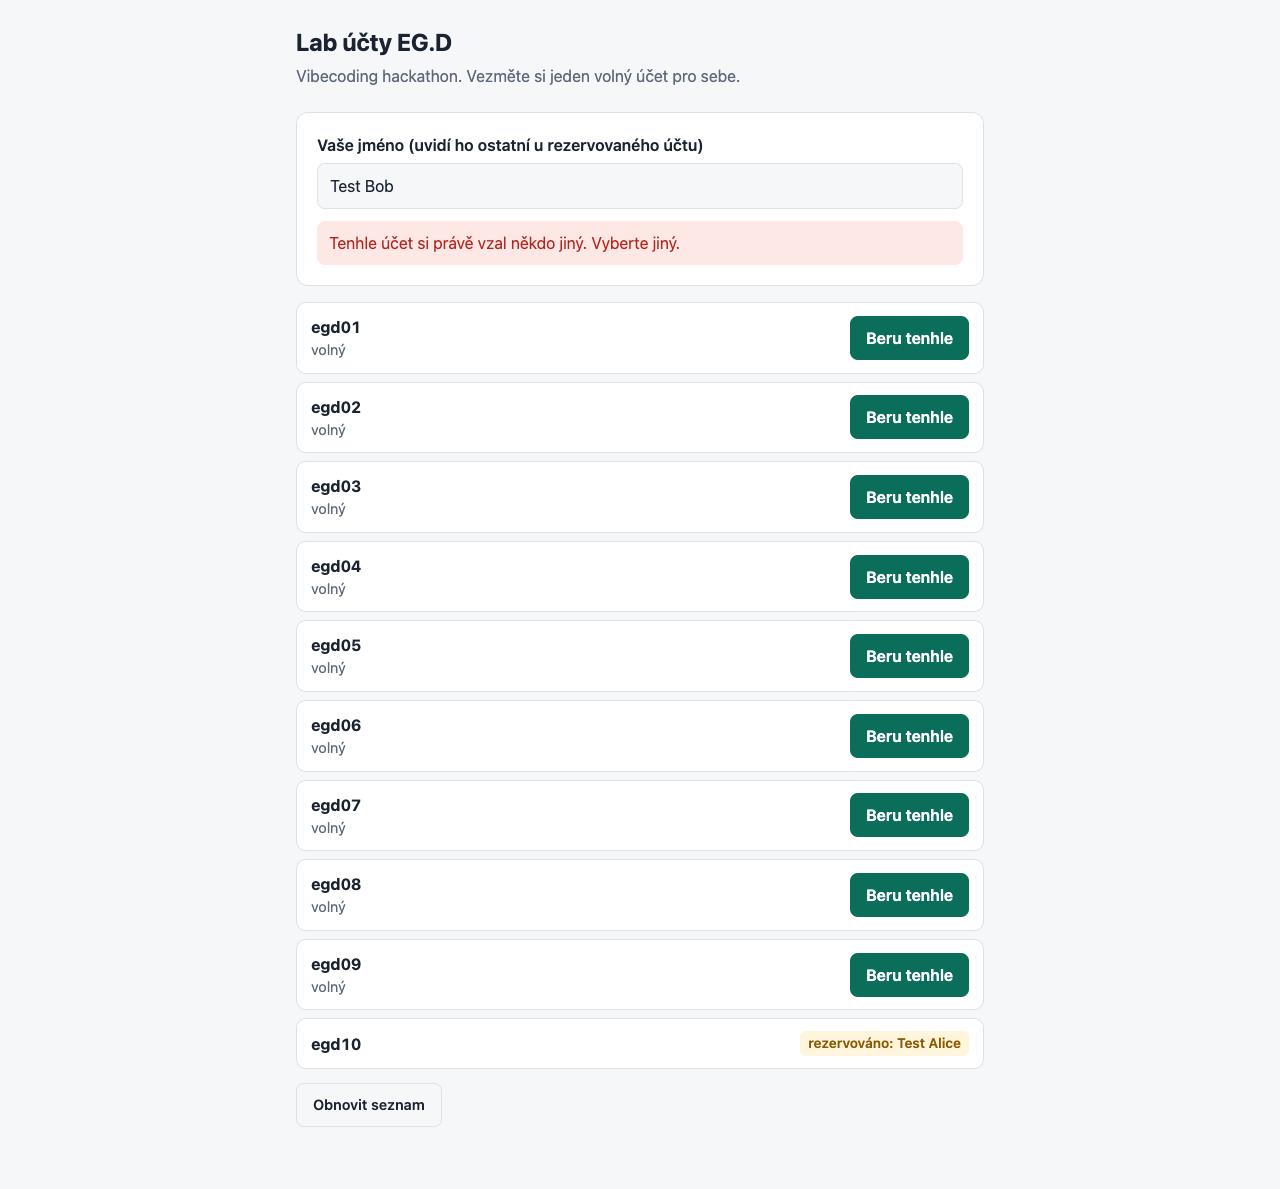 Lab účty EG.D
Vibecoding hackathon. Vezměte si jeden volný účet pro sebe.
Vaše jméno (uvidí ho ostatní u rezervovaného účtu)
Test Bob
Tenhle účet si právě vzal někdo jiný. Vyberte jiný.
egd01
volný
Beru tenhle
egd02
volný
Beru tenhle
egd03
volný
Beru tenhle
egd04
volný
Beru tenhle
egd05
volný
Beru tenhle
egd06
volný
Beru tenhle
egd07
volný
Beru tenhle
egd08
volný
Beru tenhle
egd09
volný
Beru tenhle
egd10
rezervováno: Test Alice
Obnovit seznam